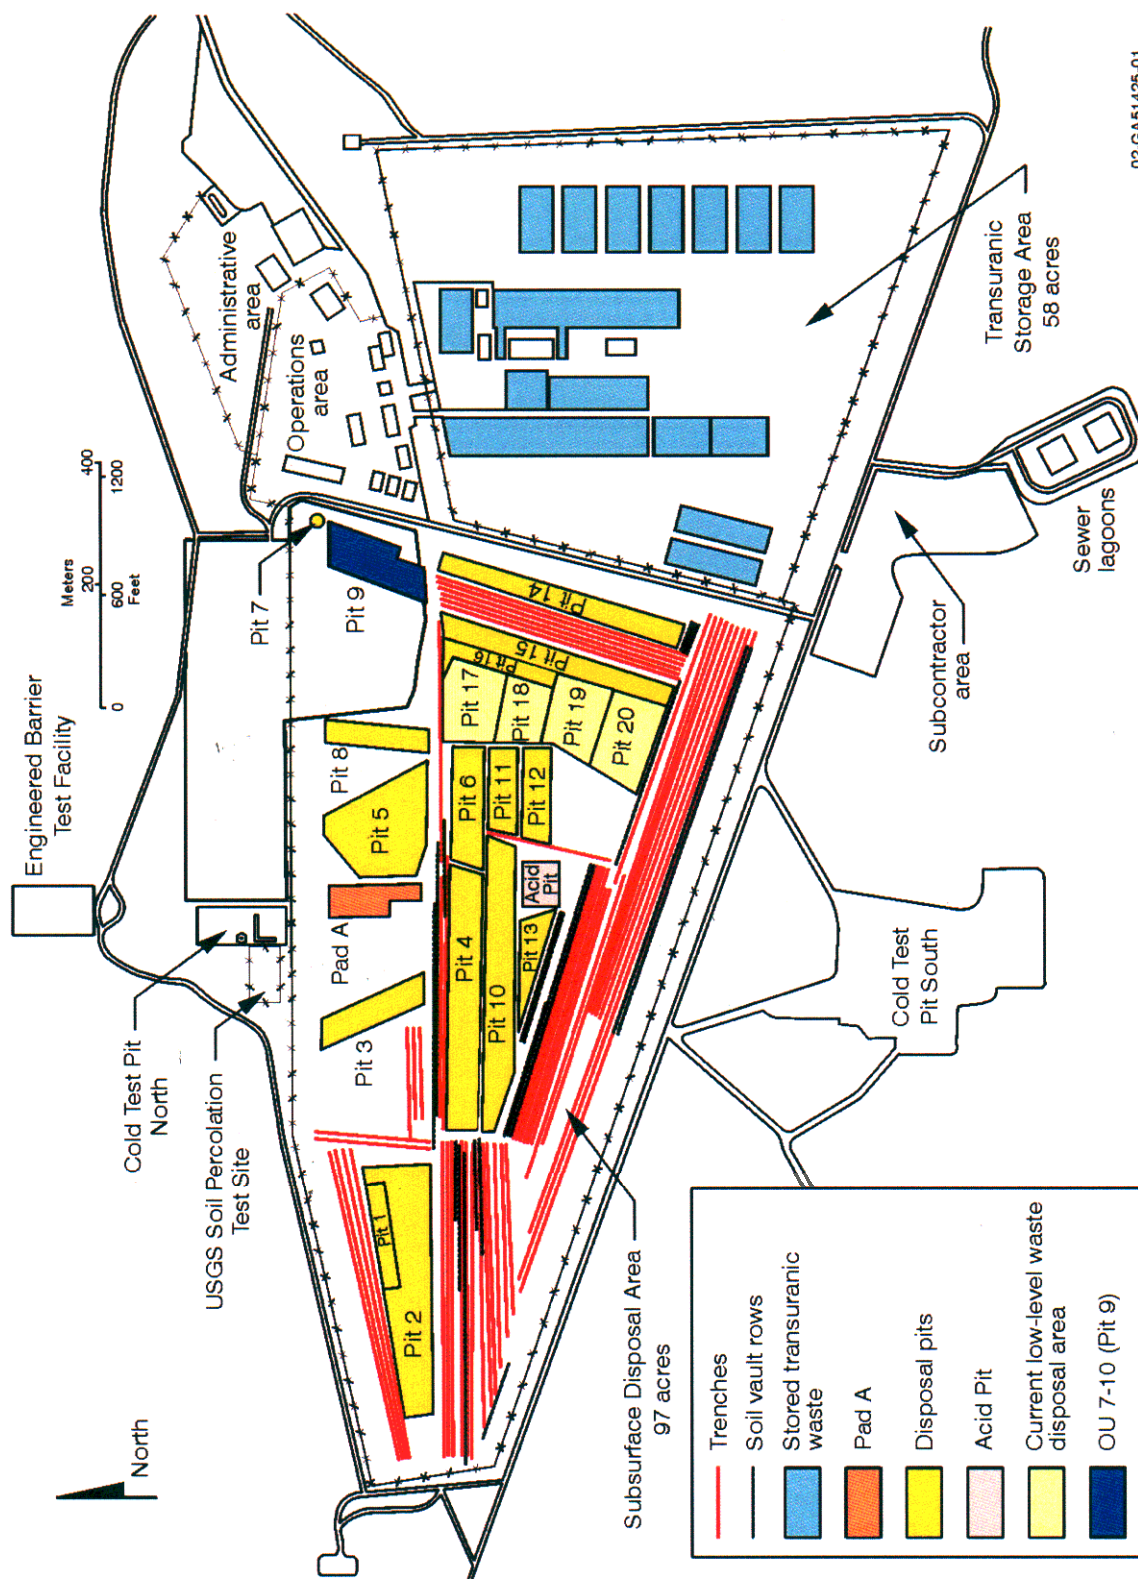 Engineered Barrier
Test Facility
Meters
0
200
400
0
600
1200
Feet
Administrative
area
Operations
area
Cold Test Pit
North
USGS Soil Percolation
Test Site
North
Pit 7
Pit 9
Pit 8
Pit 5
Pad A
Pit 3
Pit 1
Pit 2
Pit 4
Pit 6
Pit 10
Pit 11
Pit 12
Pit 13
Acid
Pit
Pit 14
Pit 15
Pit 16
Pit 17
Pit 18
Pit 19
Pit 20
Subsurface Disposal Area
97 acres
Transuranic
Storage Area
58 acres
Subcontractor
area
Sewer
lagoons
Cold Test
Pit South
Trenches
Soil vault rows
Stored transuranic
waste
Pad A
Disposal pits
Acid Pit
Current low-level waste
disposal area
OU 7-10 (Pit 9)